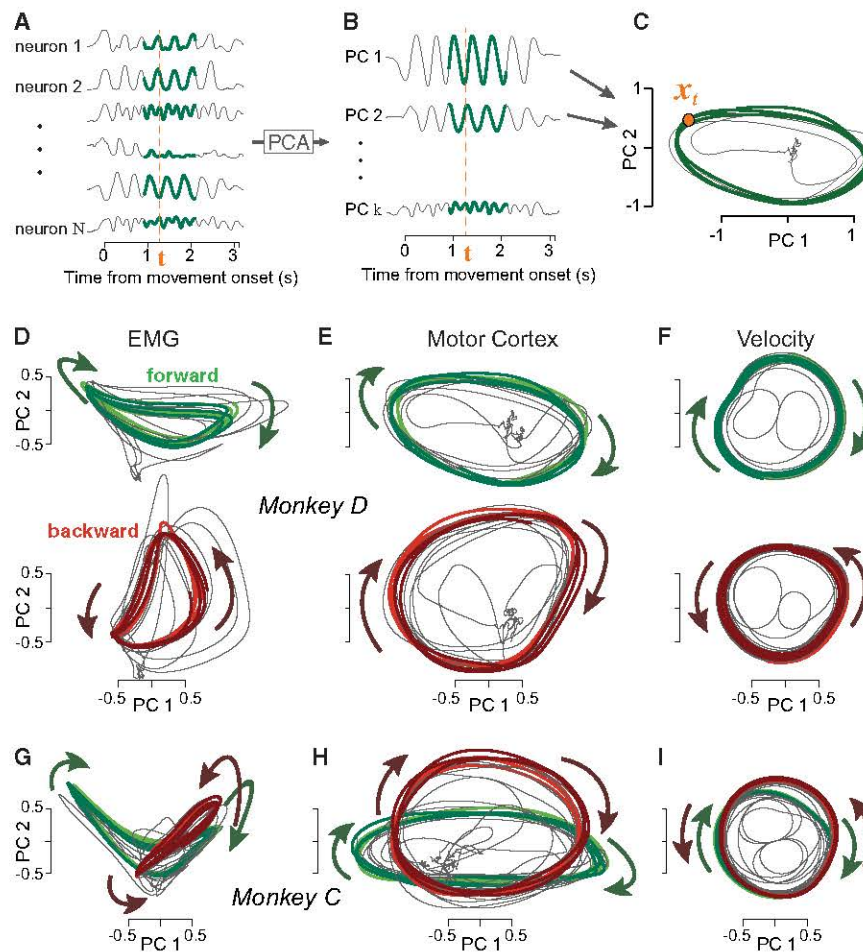 A
neuron 1
neuron 2
neuron N
0 1 2 3
t
Time from movement onset (s)
PCA
B
PC 1
PC 2
PC k
0 1 2 3
t
Time from movement onset (s)
C
1
PC 2
-1
xt
-1 1
PC 1
D EMG
0.5
PC 2
-0.5
forward
E Motor Cortex
F Velocity
Monkey D
backward
0.5
PC 2
-0.5
-0.5 0.5
PC 1
-0.5 0.5
PC 1
-0.5 0.5
PC 1
G
0.5
PC 2
-0.5
H
I
Monkey C
-0.5 0.5
PC 1
-0.5 0.5
PC 1
-0.5 0.5
PC 1